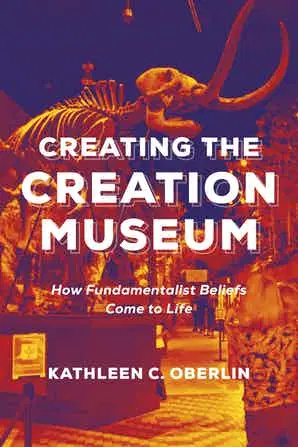 CREATING THE
CREATION
MUSEUM
How Fundamentalist Beliefs
Come to Life
KATHLEEN C. OBERLIN